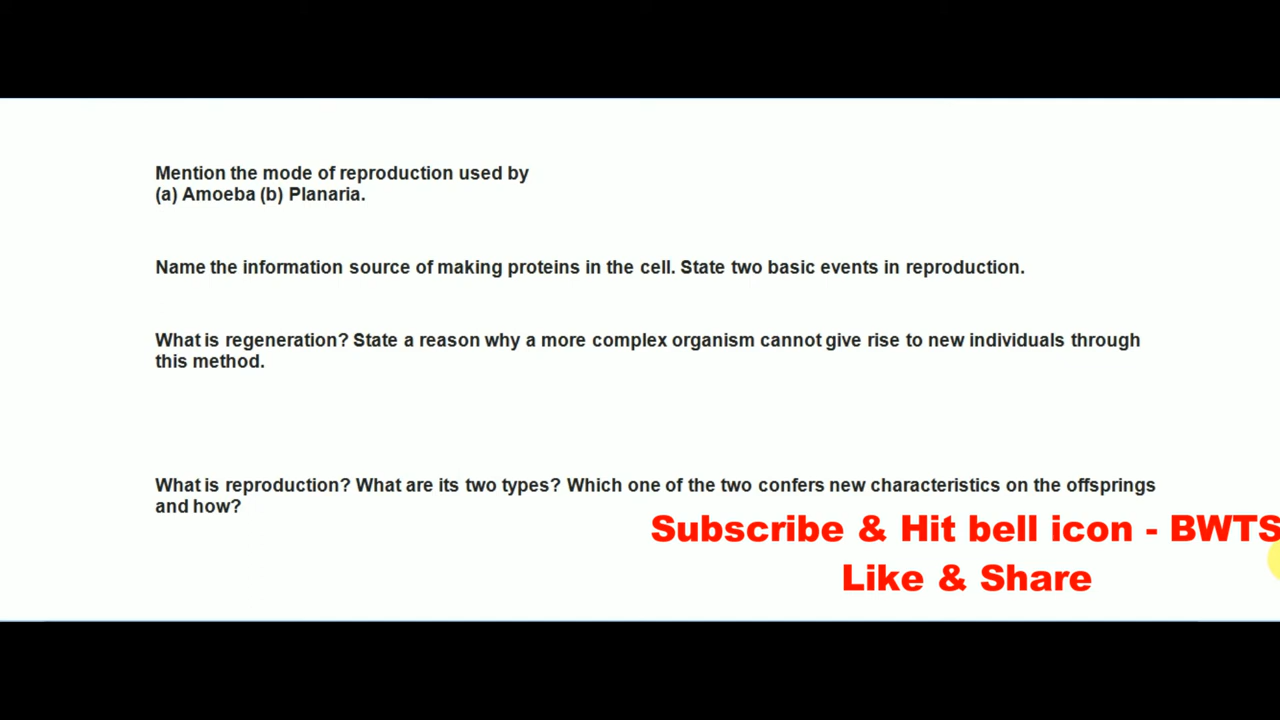 Mention the mode of reproduction used by
(a) Amoeba (b) Planaria.
Name the information source of making proteins in the cell. State two basic events in reproduction.
What is regeneration? State a reason why a more complex organism cannot give rise to new individuals through
this method.
What is reproduction? What are its two types? Which one of the two confers new characteristics on the offsprings
and how?
Subscribe & Hit bell icon - BWTS
Like & Share